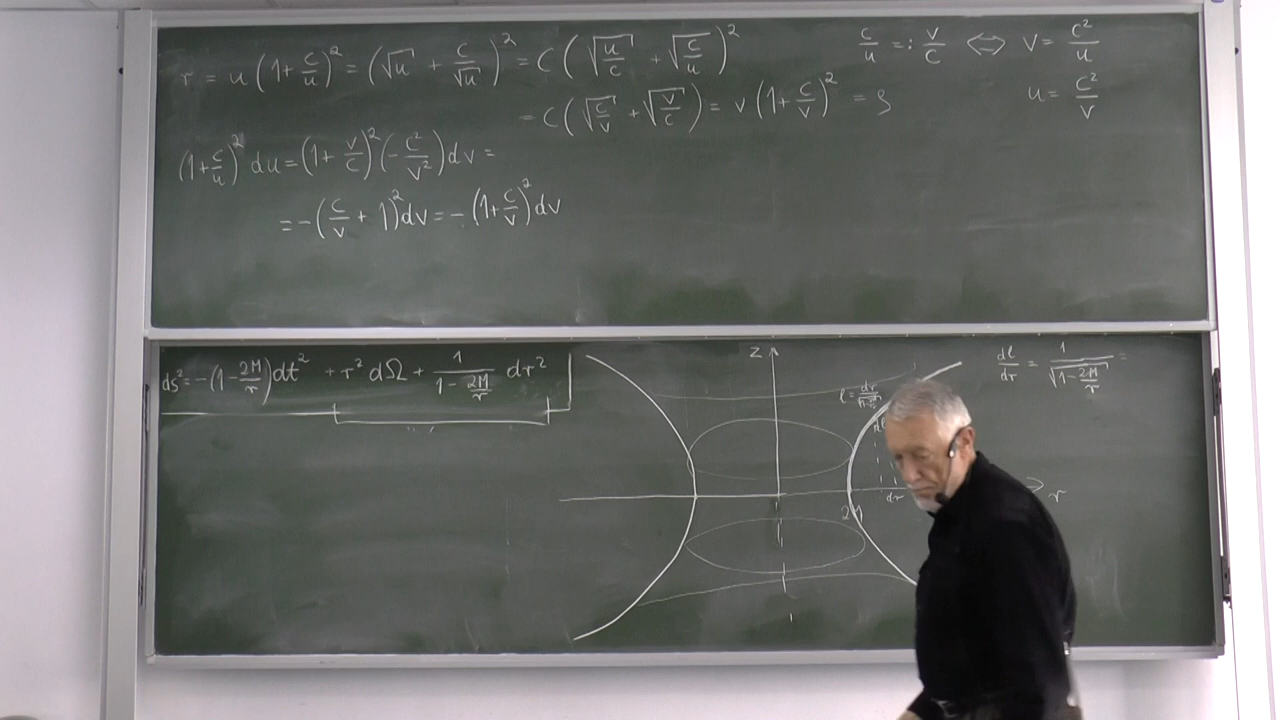 r = u(1+c/u)² = (√u + c/√u)² = c(√(u/c) + √(c/u))²
c/u =: v/c ⇔ v = c²/u
= c(√(c/v) + √(v/c)) = v(1+c/v)² = ρ
u = c²/v
(1+c/u)² du = (1+v/c)²(-c²/v²)dv =
= -(c/v + 1)² dv = -(1+c/v)² dv
ds² = -(1-2M/r)dt² + r² dΩ + 1/(1-2M/r) dr²
z
dl/dr = 1/√(1-2M/r) =
dr
2M
r